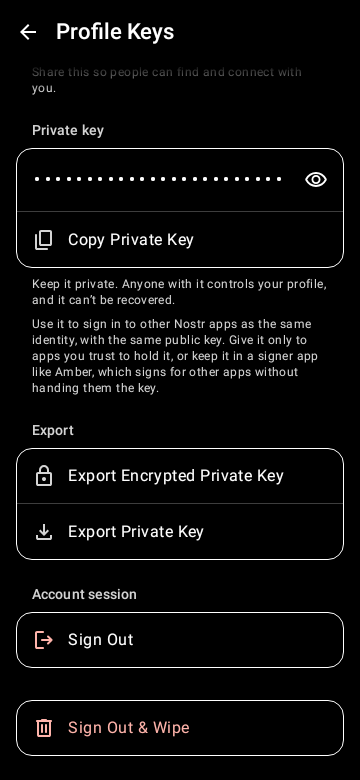 Profile Keys
Share this so people can find and connect with
you.
Private key
Copy Private Key
Keep it private. Anyone with it controls your profile,
and it can't be recovered.
Use it to sign in to other Nostr apps as the same
identity, with the same public key. Give it only to
apps you trust to hold it, or keep it in a signer app
like Amber, which signs for other apps without
handing them the key.
Export
Export Encrypted Private Key
Export Private Key
Account session
Sign Out
Sign Out & Wipe